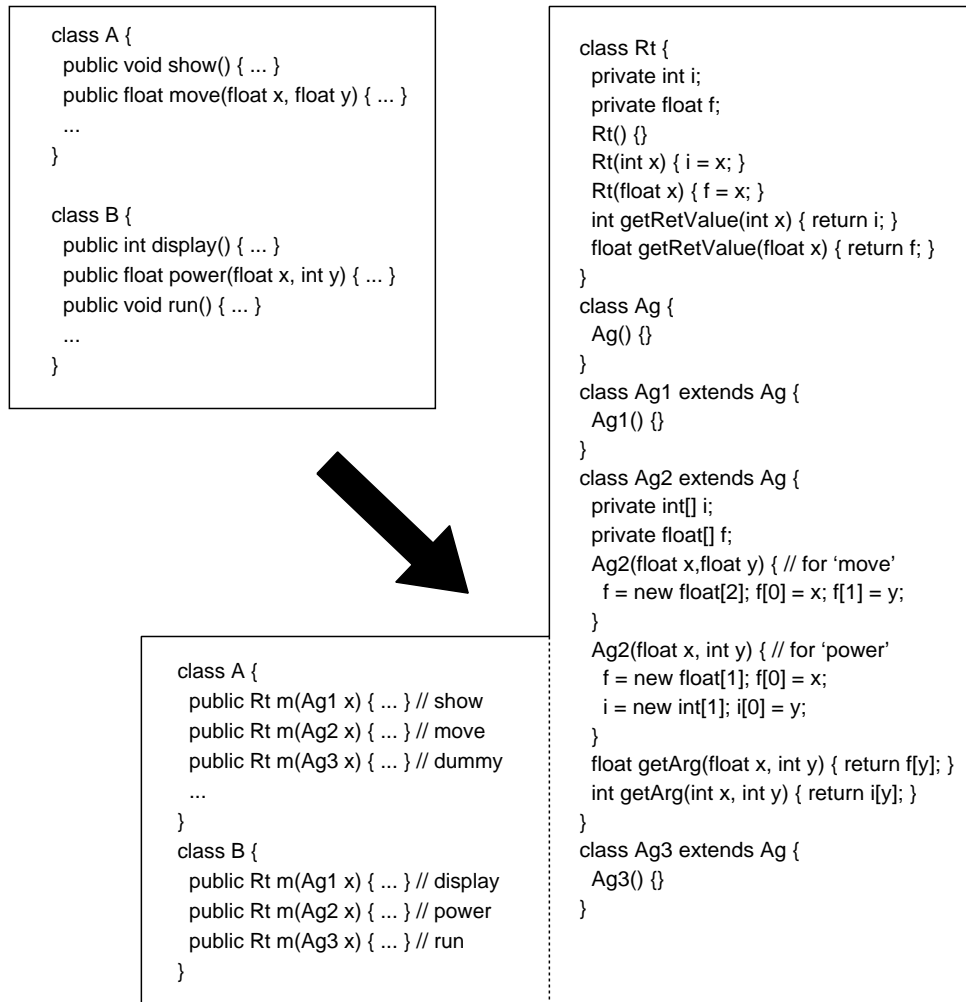 class A {
public void show() { ... }
public float move(float x, float y) { ... }
...
}
class B {
public int display() { ... }
public float power(float x, int y) { ... }
public void run() { ... }
...
}
class A {
public Rt m(Ag1 x) { ... } // show
public Rt m(Ag2 x) { ... } // move
public Rt m(Ag3 x) { ... } // dummy
...
}
class B {
public Rt m(Ag1 x) { ... } // display
public Rt m(Ag2 x) { ... } // power
public Rt m(Ag3 x) { ... } // run
}
class Rt {
private int i;
private float f;
Rt() {}
Rt(int x) { i = x; }
Rt(float x) { f = x; }
int getRetValue(int x) { return i; }
float getRetValue(float x) { return f; }
}
class Ag {
Ag() {}
}
class Ag1 extends Ag {
Ag1() {}
}
class Ag2 extends Ag {
private int[] i;
private float[] f;
Ag2(float x,float y) { // for ‘move’
f = new float[2]; f[0] = x; f[1] = y;
}
Ag2(float x, int y) { // for ‘power’
f = new float[1]; f[0] = x;
i = new int[1]; i[0] = y;
}
float getArg(float x, int y) { return f[y]; }
int getArg(int x, int y) { return i[y]; }
}
class Ag3 extends Ag {
Ag3() {}
}